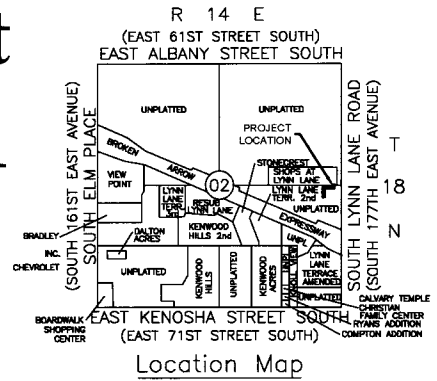 R 14 E
(EAST 61ST STREET SOUTH)
EAST ALBANY STREET SOUTH
(SOUTH 161ST EAST AVENUE)
SOUTH ELM PLACE
UNPLATTED
UNPLATTED
PROJECT
LOCATION
BROKEN
ARROW
EXPRESSWAY
02
STONECREST
SHOPS AT
LYNN LANE
LYNN LANE
TERR. 2nd
UNPLATTED
SOUTH LYNN LANE ROAD
(SOUTH 177TH EAST AVENUE)
T
18
N
VIEW
POINT
LYNN
LANE
TERR.
3rd
RESUB
LYNN LANE
KENWOOD
HILLS 2nd
BRADLEY
INC.
CHEVROLET
DALTON
ACRES
UNPLATTED
KENWOOD
HILLS
UNPLATTED
KENWOOD
ACRES
UNPL
KNOLL VIEW
UNPL
LYNN
LANE
TERRACE
AMENDED
UNPLATTED
CALVARY TEMPLE
CHRISTIAN
FAMILY CENTER
RYANS ADDITION
COMPTON ADDITION
BOARDWALK
SHOPPING
CENTER
EAST KENOSHA STREET SOUTH
(EAST 71ST STREET SOUTH)
Location Map